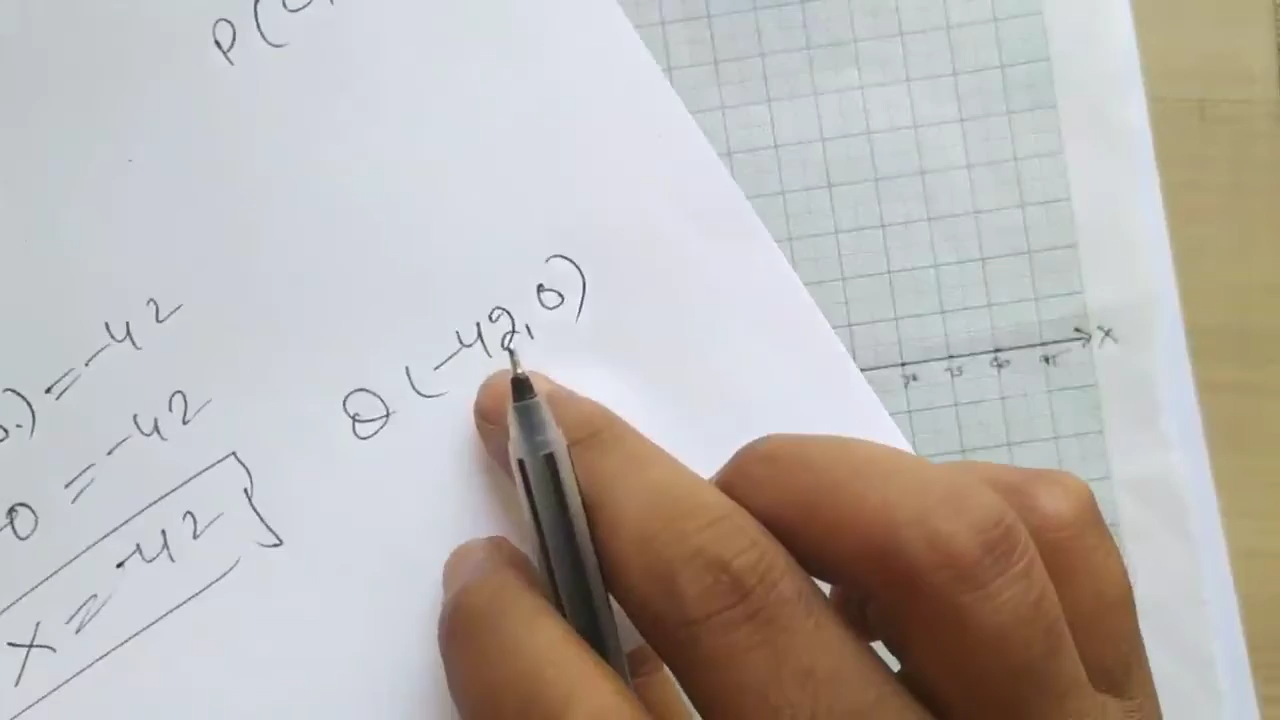 P(
) = -42
0 = -42
x = -42
Q (-42, 0)
X